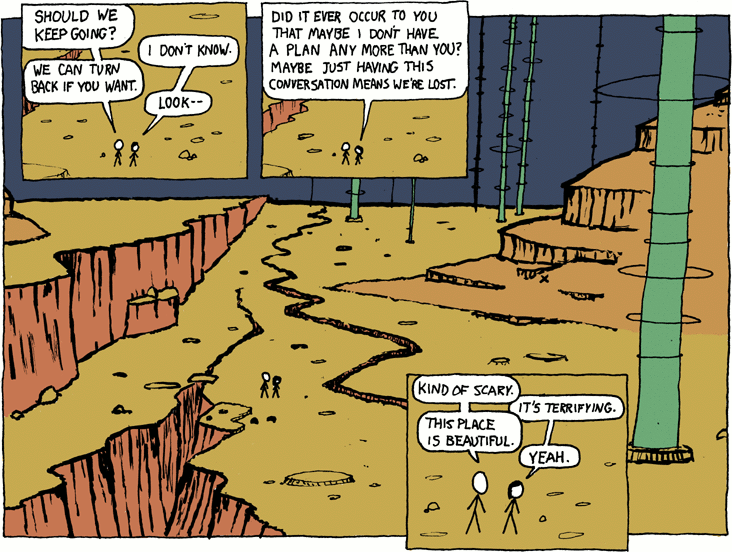 SHOULD WE
KEEP GOING?
I DON'T KNOW.
WE CAN TURN
BACK IF YOU WANT.
LOOK--
DID IT EVER OCCUR TO YOU
THAT MAYBE I DON'T HAVE
A PLAN ANY MORE THAN YOU?
MAYBE JUST HAVING THIS
CONVERSATION MEANS WE'RE LOST.
KIND OF SCARY.
IT'S TERRIFYING.
THIS PLACE
IS BEAUTIFUL.
YEAH.